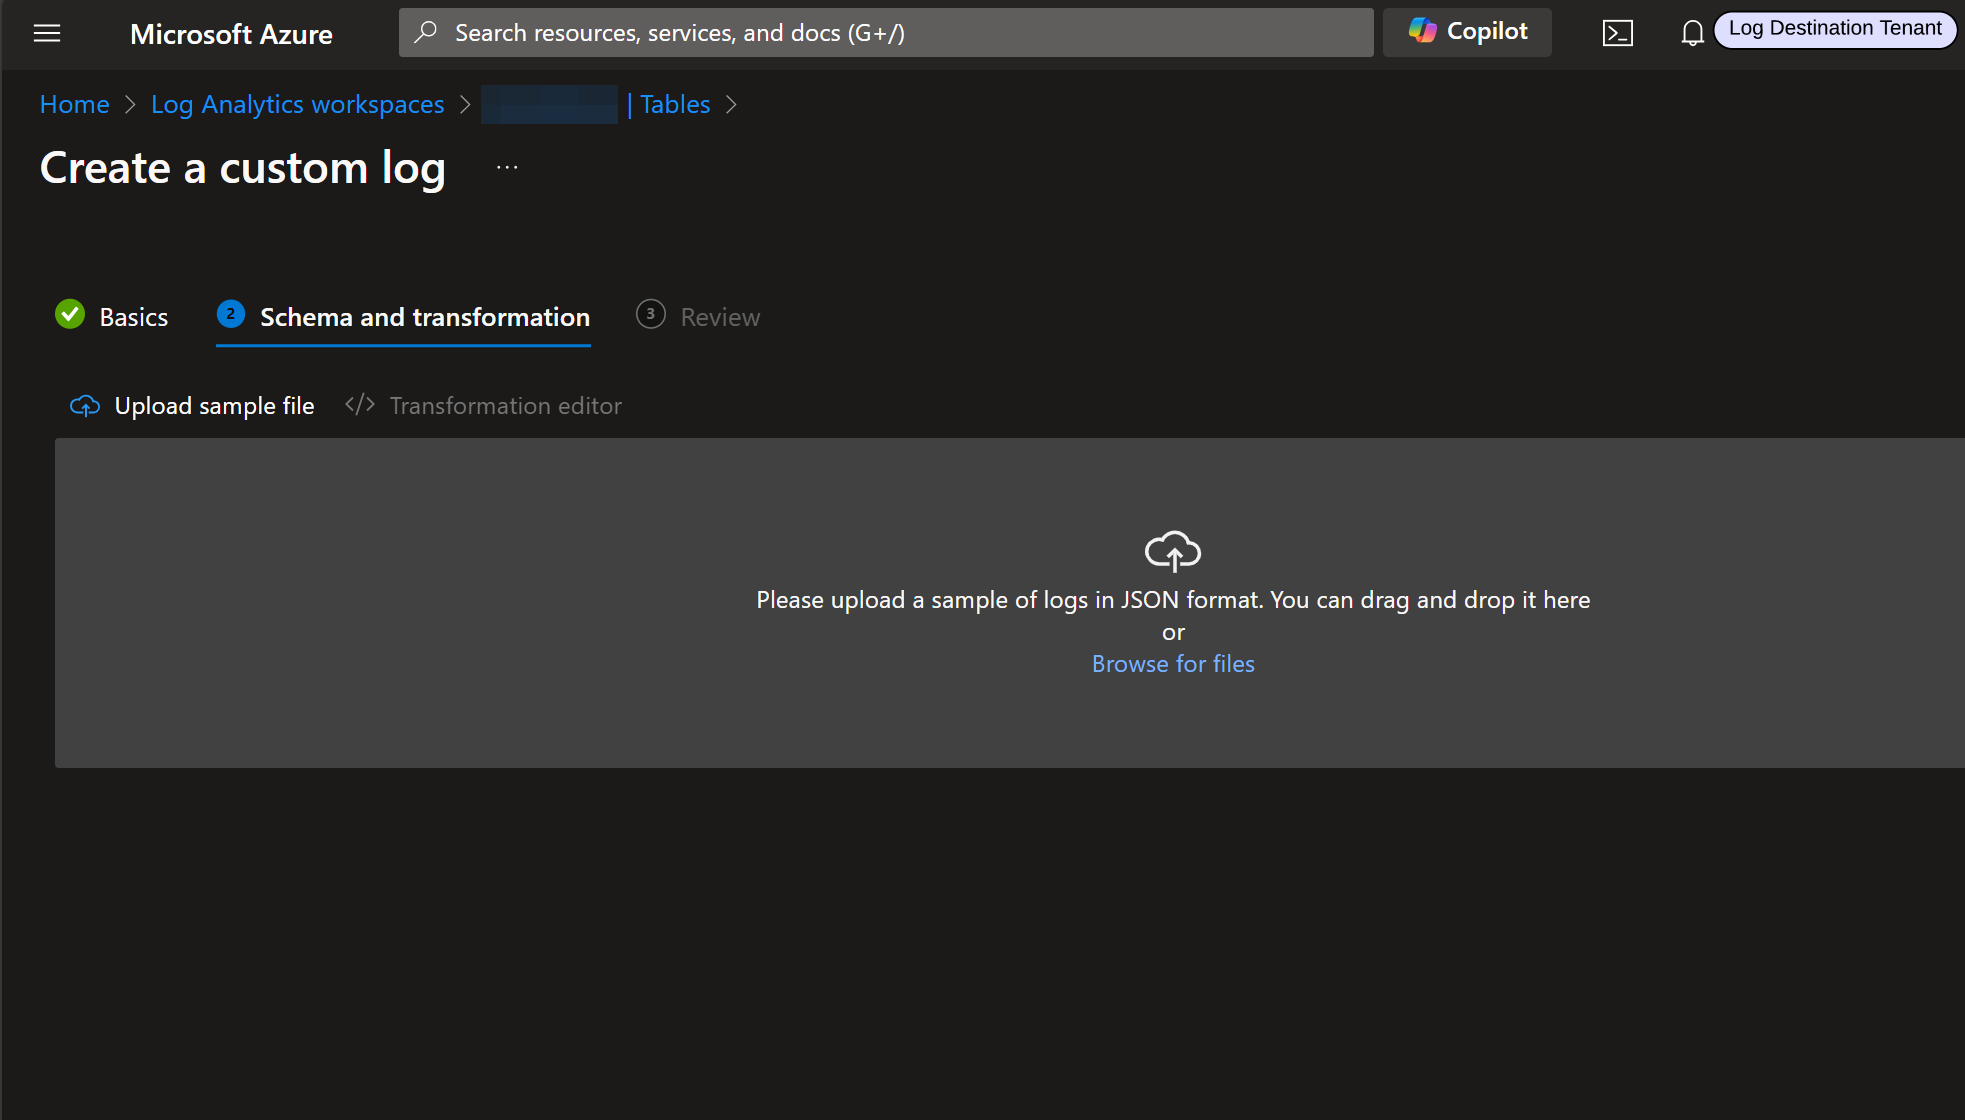 Microsoft Azure
Search resources, services, and docs (G+/)
Copilot
Log Destination Tenant
Home > Log Analytics workspaces > | Tables >
Create a custom log ...
Basics
2 Schema and transformation
3 Review
Upload sample file
</> Transformation editor
Please upload a sample of logs in JSON format. You can drag and drop it here
or
Browse for files